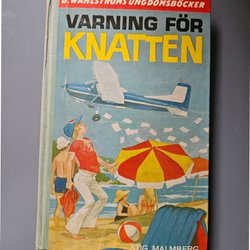 B. WAHLSTRÖMS UNGDOMSBÖCKER
VARNING FÖR
KNATTEN
STIG MALMBERG